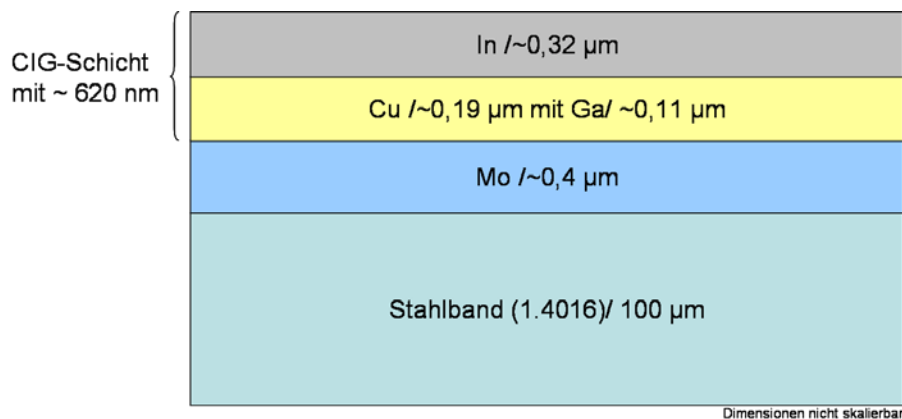 In /~0,32 µm
CIG-Schicht
mit ~ 620 nm
Cu /~0,19 µm mit Ga/ ~0,11 µm
Mo /~0,4 µm
Stahlband (1.4016)/ 100 µm
Dimensionen nicht skalierbar